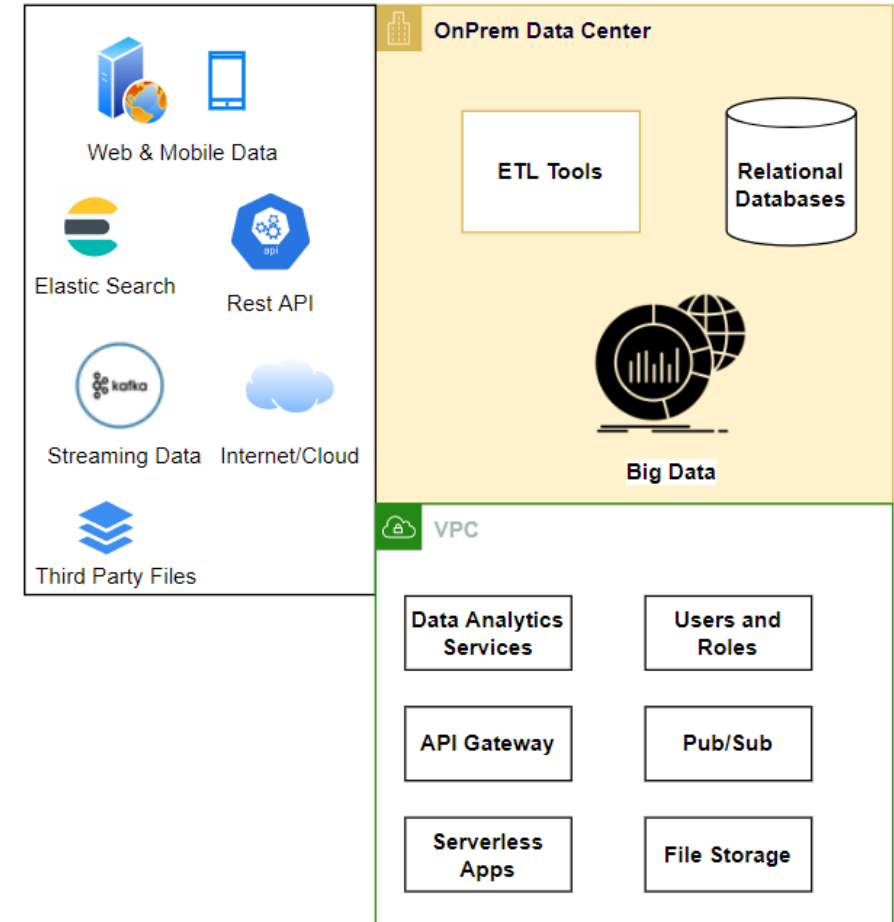 Web & Mobile Data
Elastic Search
api
Rest API
kafka
Streaming Data
Internet/Cloud
Third Party Files
OnPrem Data Center
ETL Tools
Relational
Databases
Big Data
VPC
Data Analytics
Services
Users and
Roles
API Gateway
Pub/Sub
Serverless
Apps
File Storage